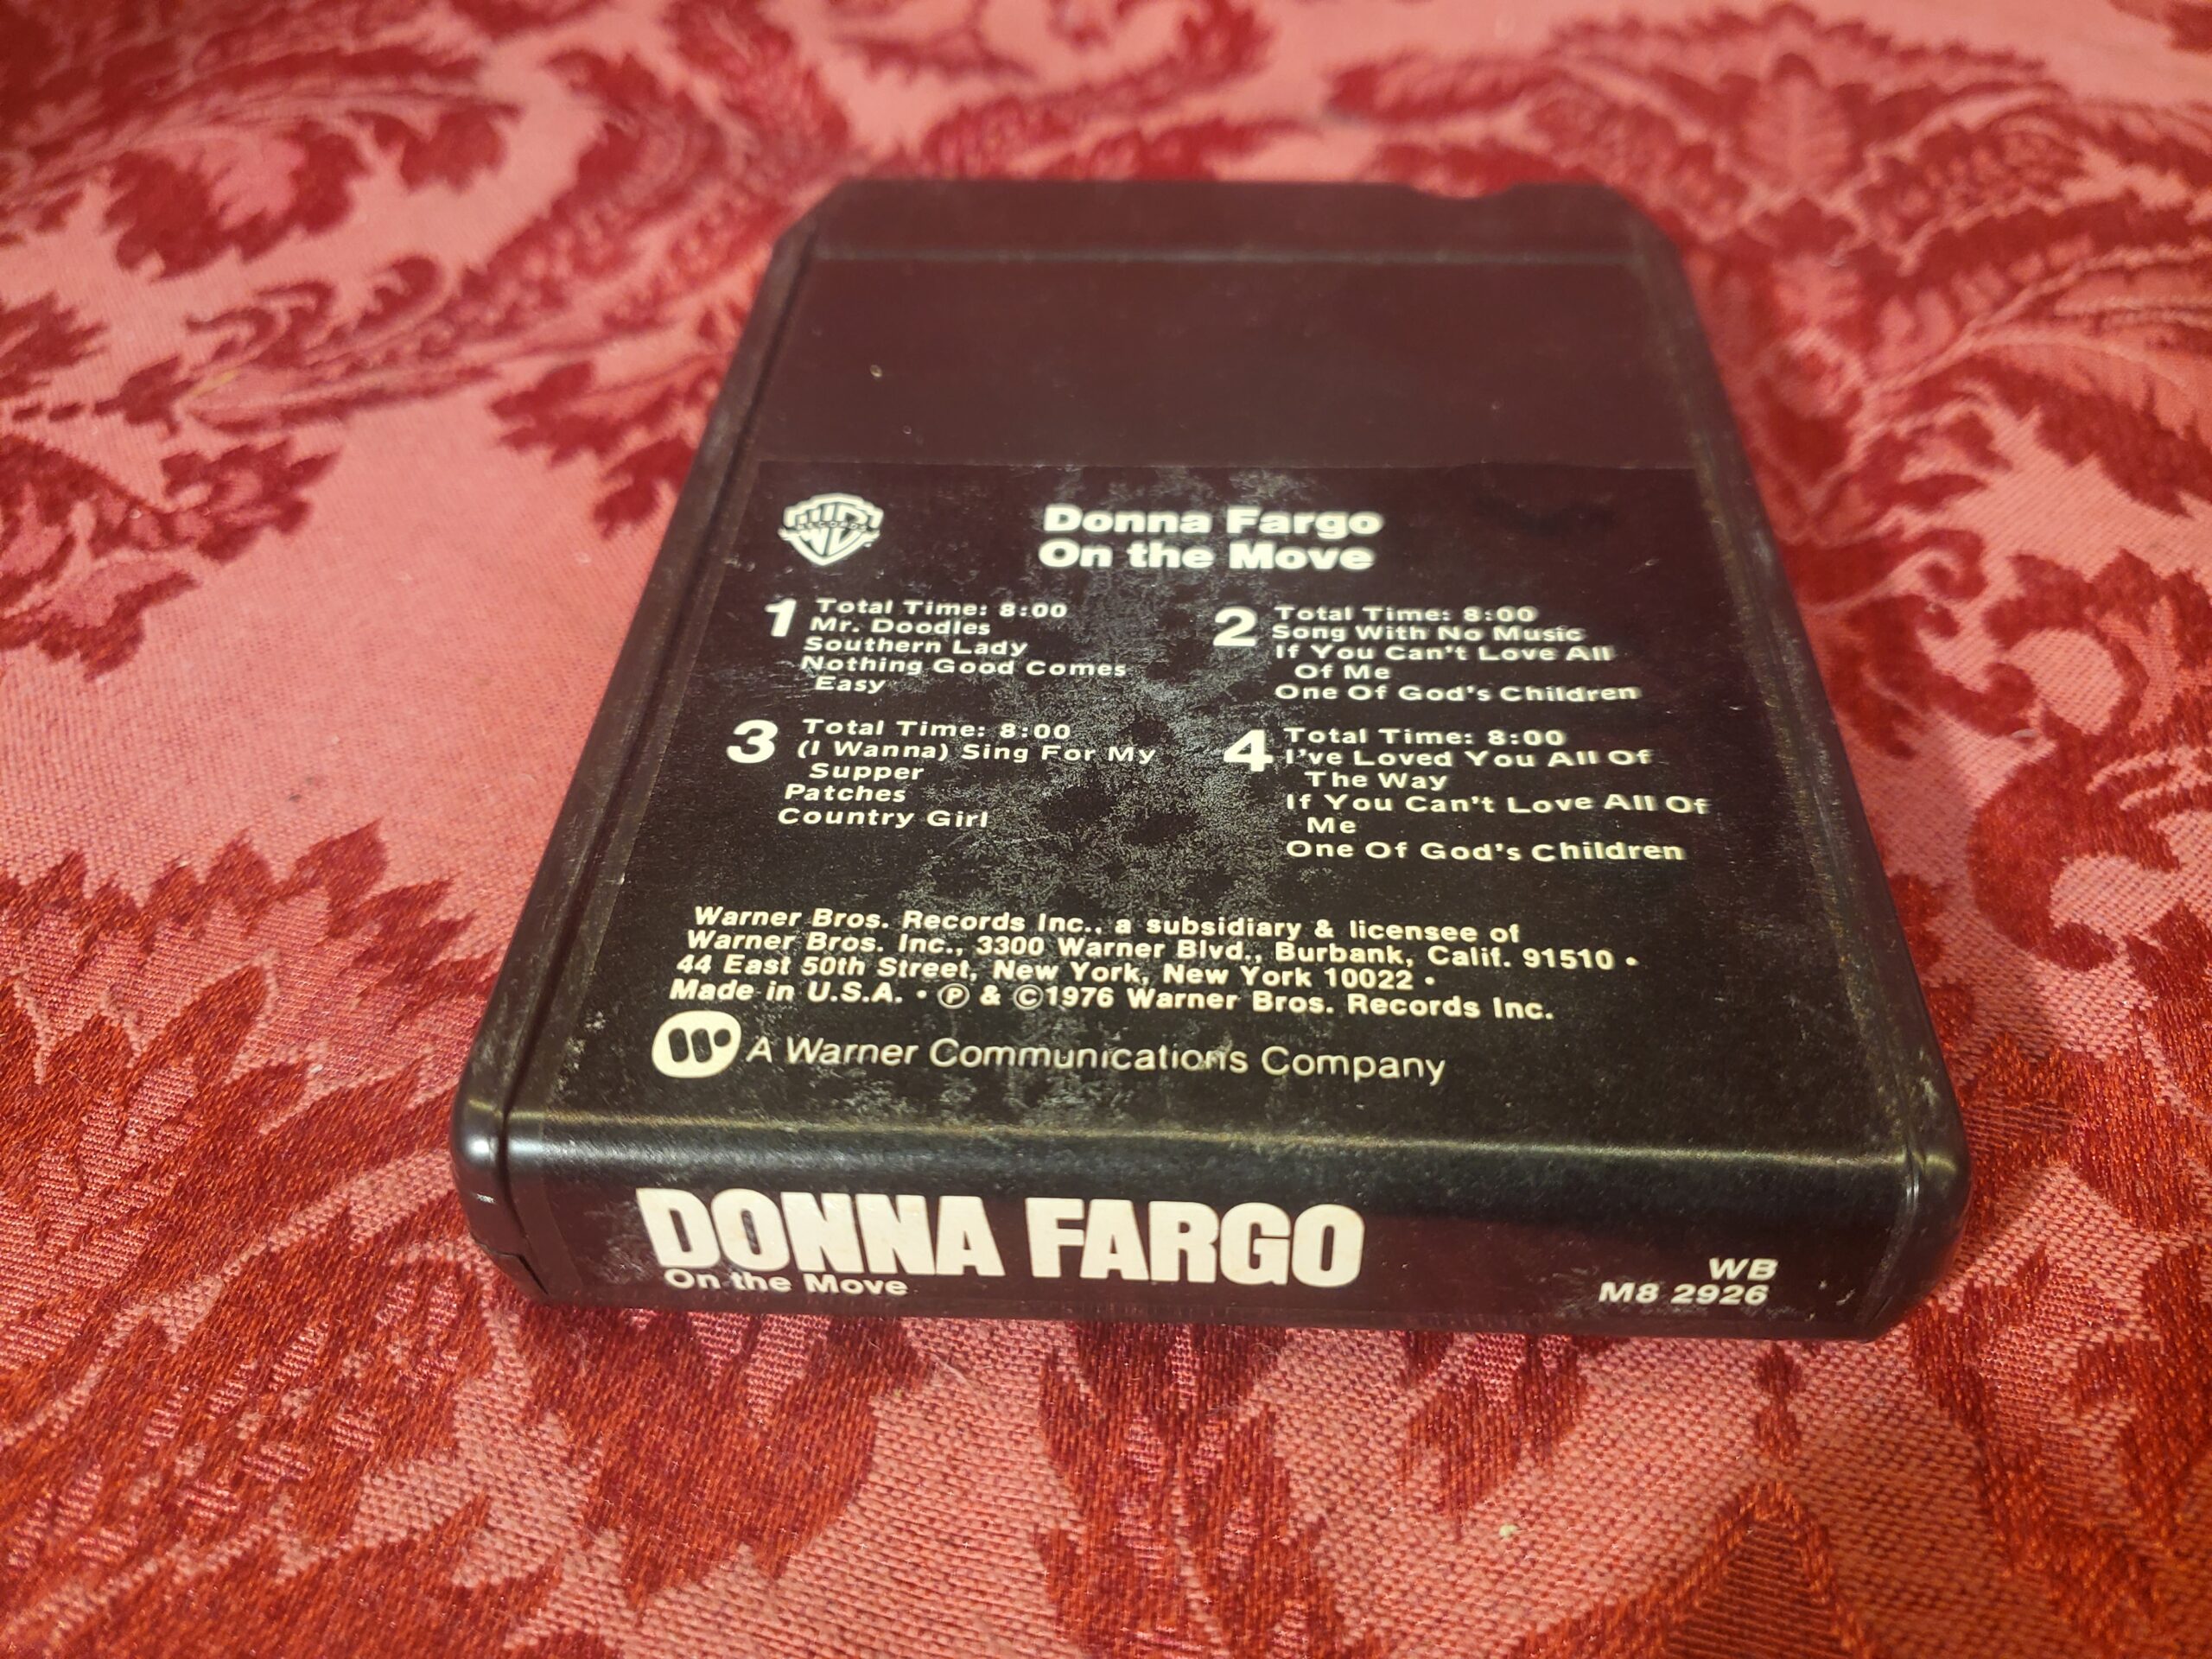 WB
RECORDS
Donna Fargo
On the Move
1 Total Time: 8:00
Mr. Doodles
Southern Lady
Nothing Good Comes
Easy
2 Total Time: 8:00
Song With No Music
If You Can't Love All
Of Me
One Of God's Children
3 Total Time: 8:00
(I Wanna) Sing For My
Supper
Patches
Country Girl
4 Total Time: 8:00
I've Loved You All Of
The Way
If You Can't Love All Of
Me
One Of God's Children
Warner Bros. Records Inc., a subsidiary & licensee of
Warner Bros. Inc., 3300 Warner Blvd., Burbank, Calif. 91510 •
44 East 50th Street, New York, New York 10022 •
Made in U.S.A. • ℗ & ©1976 Warner Bros. Records Inc.
A Warner Communications Company
DONNA FARGO
On the Move
WB
M8 2926